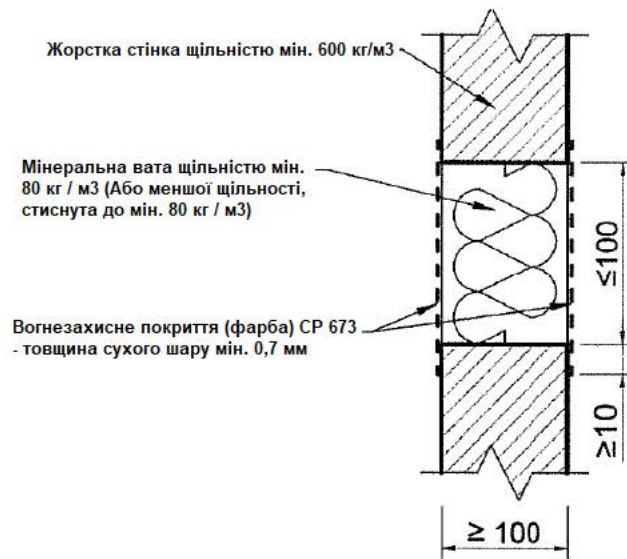 Жорстка стінка щільністю мін. 600 кг/м3
Мінеральна вата щільністю мін.
80 кг / м3 (Або меншої щільності,
стиснута до мін. 80 кг / м3)
≤100
Вогнезахисне покриття (фарба) CP 673
- товщина сухого шару мін. 0,7 мм
≥10
≥ 100